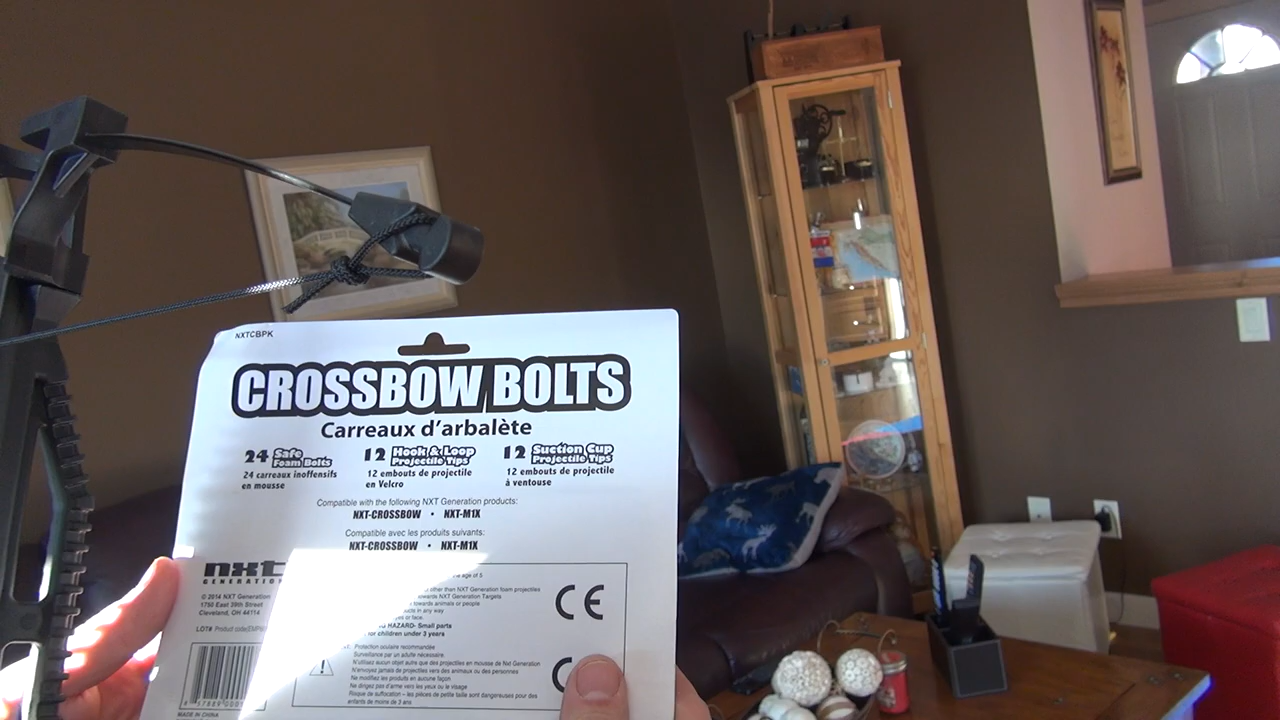 NXTCBPK
CROSSBOW BOLTS
Carreaux d'arbalète
24 Safe Foam Bolts
24 carreaux inoffensifs
en mousse
12 Hook & Loop Projectile Tips
12 embouts de projectile
en Velcro
12 Suction Cup Projectile Tips
12 embouts de projectile
à ventouse
Compatible with the following NXT Generation products:
NXT-CROSSBOW • NXT-M1X
Compatible avec les produits suivants:
NXT-CROSSBOW • NXT-M1X
nxt
GENERATION
© 2014 NXT Generation
1750 East 29th Street
Cleveland, OH 44114
LOT# Product code
MADE IN CHINA
the age of 5
other than NXT Generation foam projectiles
towards NXT Generation Targets
towards animals or people
in any way
or face.
HAZARD- Small parts
for children under 3 years
CE
Protection oculaire recommandée
Surveillance par un adulte nécessaire.
N'utilisez aucun objet autre que des projectiles en mousse de Nxt Generation
N'envoyez jamais de projectiles vers des animaux ou des personnes
Ne modifiez les produits en aucune façon
Ne dirigez pas d'arme vers les yeux ou le visage
Risque de suffocation – les pièces de petite taille sont dangereuses pour des
enfants de moins de 3 ans